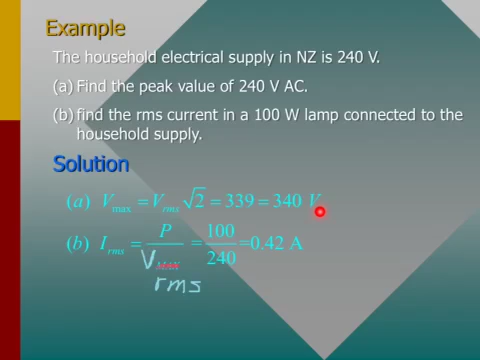 Example
The household electrical supply in NZ is 240 V.
(a) Find the peak value of 240 V AC.
(b) find the rms current in a 100 W lamp connected to the
household supply.
Solution
(a) Vmax = Vrms √2 = 339 = 340 V
(b) Irms = P/V rms = 100/240 =0.42 A